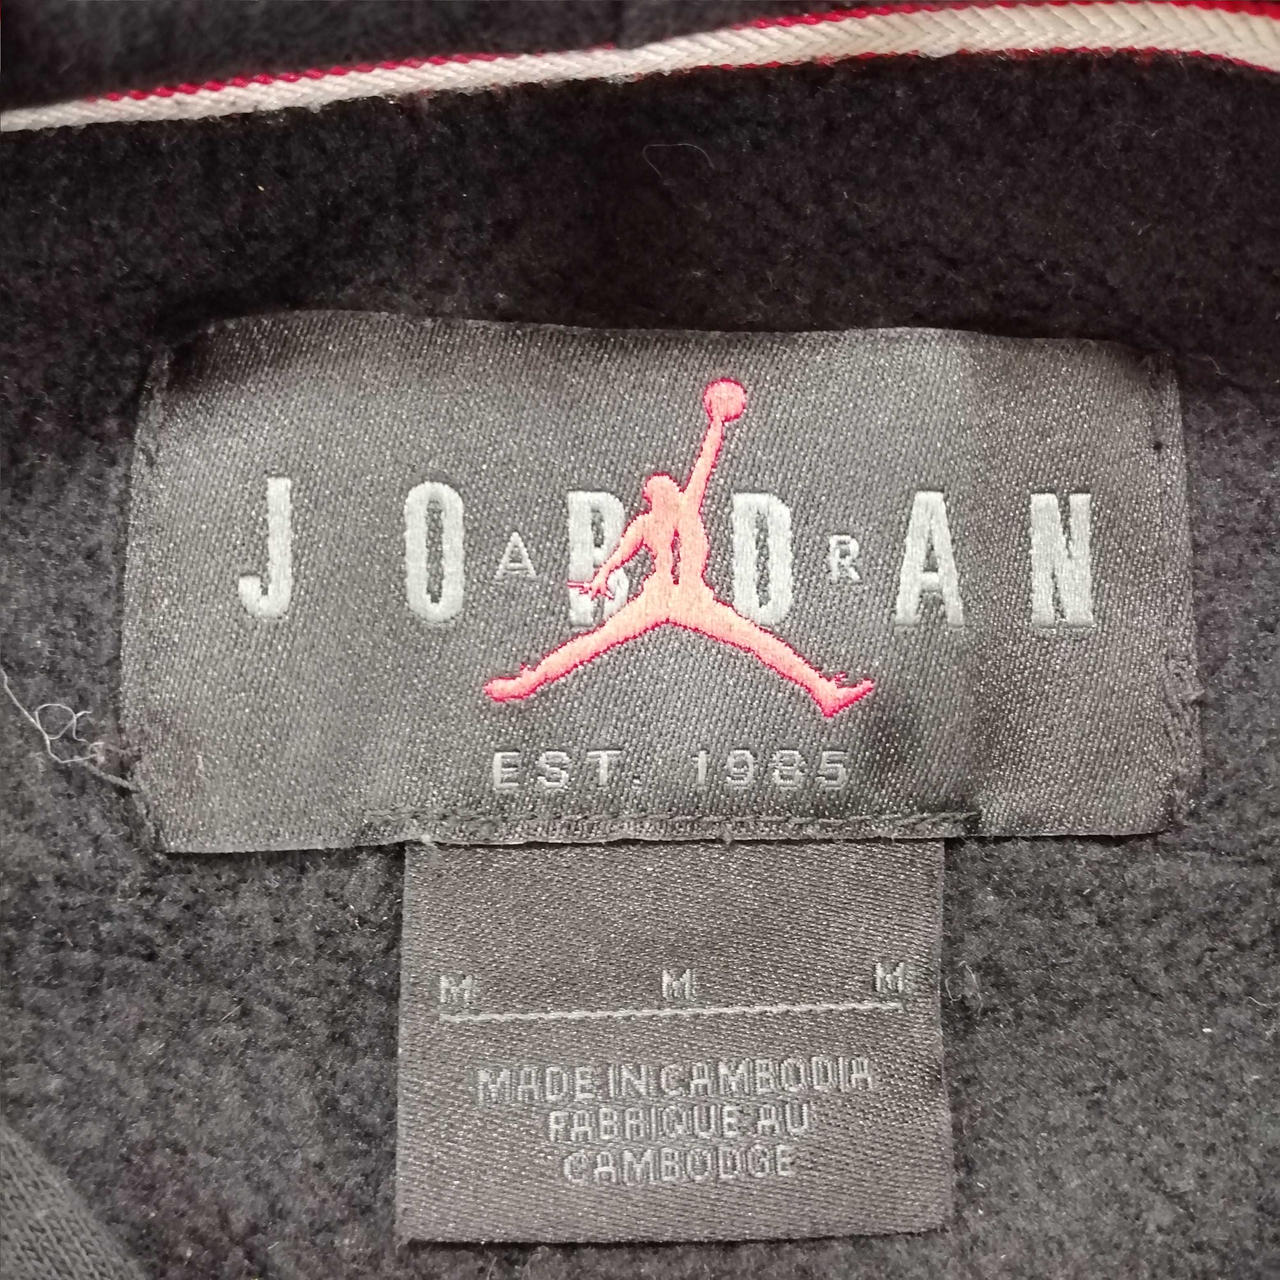 JORDAN
AIR
EST. 1985
M M M
MADE IN CAMBODIA
FABRIQUE AU
CAMBODGE